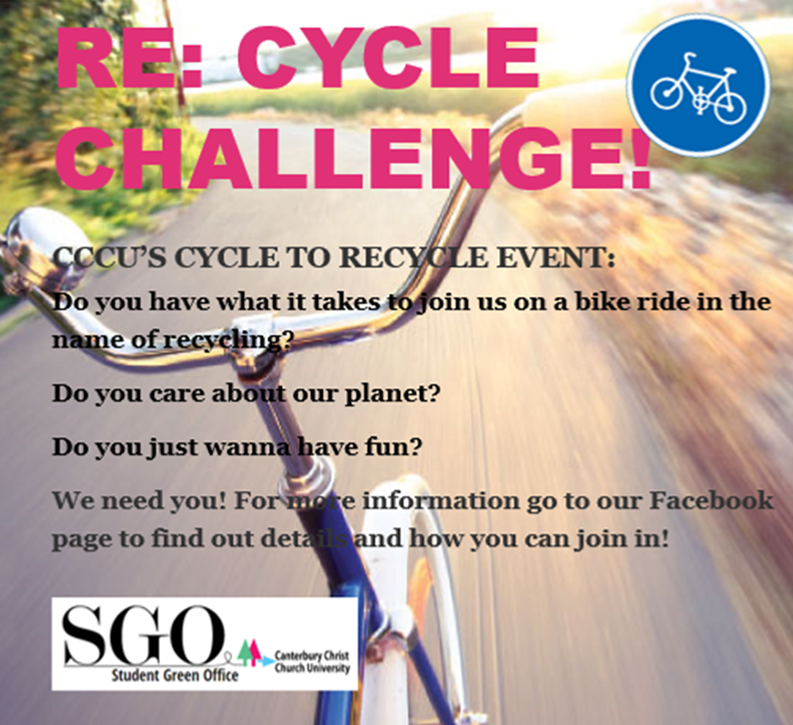 RE: CYCLE
CHALLENGE!
CCCU'S CYCLE TO RECYCLE EVENT:
Do you have what it takes to join us on a bike ride in the
name of recycling?
Do you care about our planet?
Do you just wanna have fun?
We need you! For more information go to our Facebook
page to find out details and how you can join in!
SGO
Student Green Office
Canterbury Christ
Church University